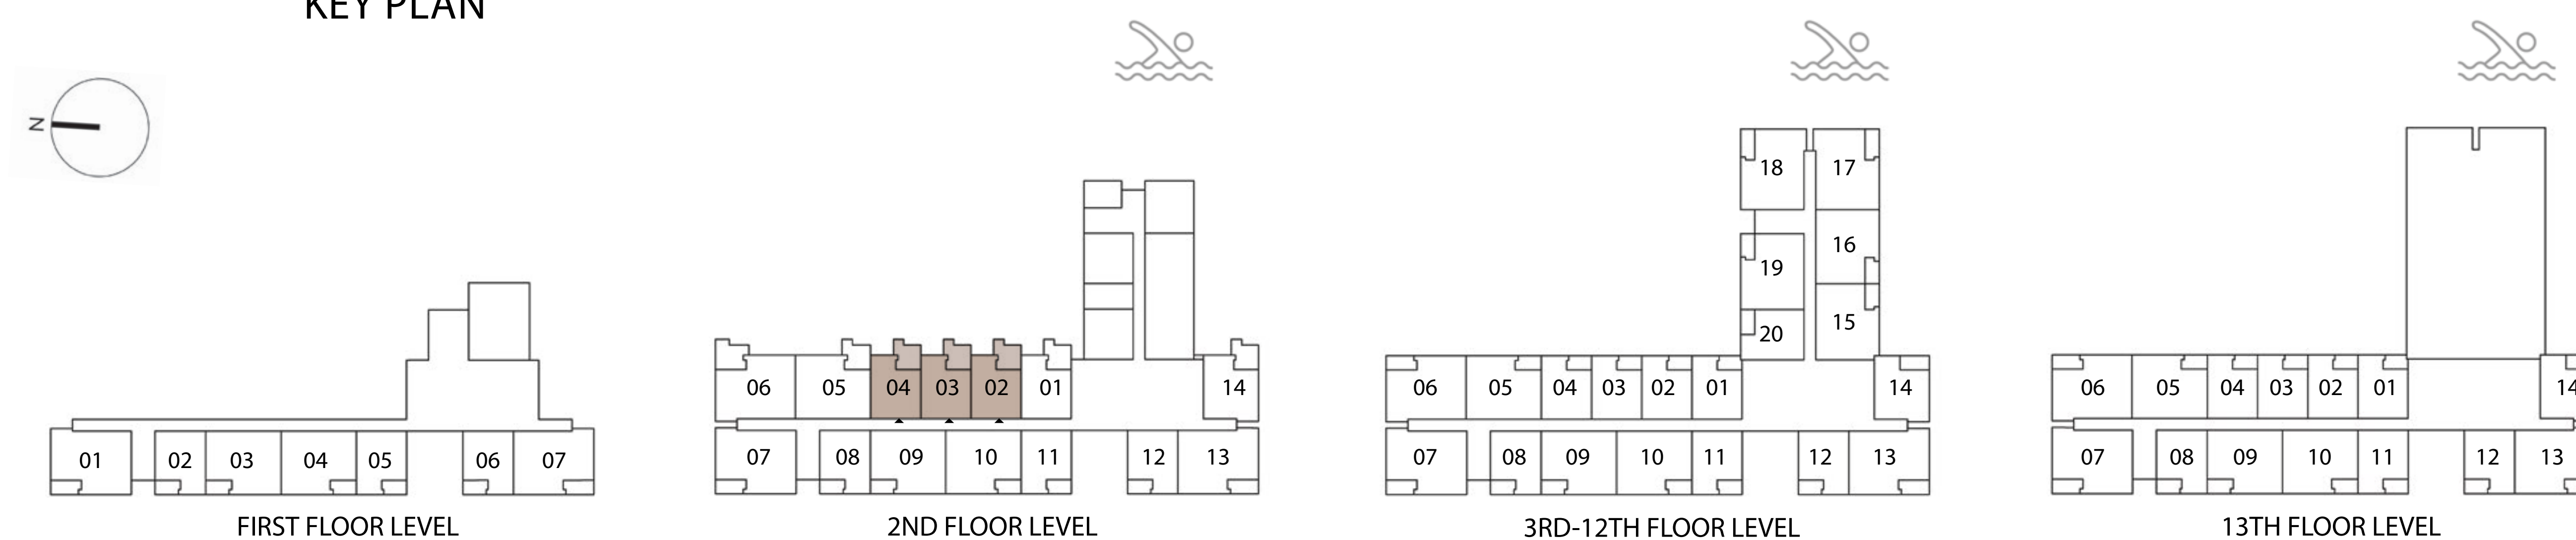 KEY PLAN
N
18 17
16
19
15
20
06 05 04 03 02 01 14
06 05 04 03 02 01 14
06 05 04 03 02 01 14
01 02 03 04 05 06 07
07 08 09 10 11 12 13
07 08 09 10 11 12 13
07 08 09 10 11 12 13
FIRST FLOOR LEVEL
2ND FLOOR LEVEL
3RD-12TH FLOOR LEVEL
13TH FLOOR LEVEL